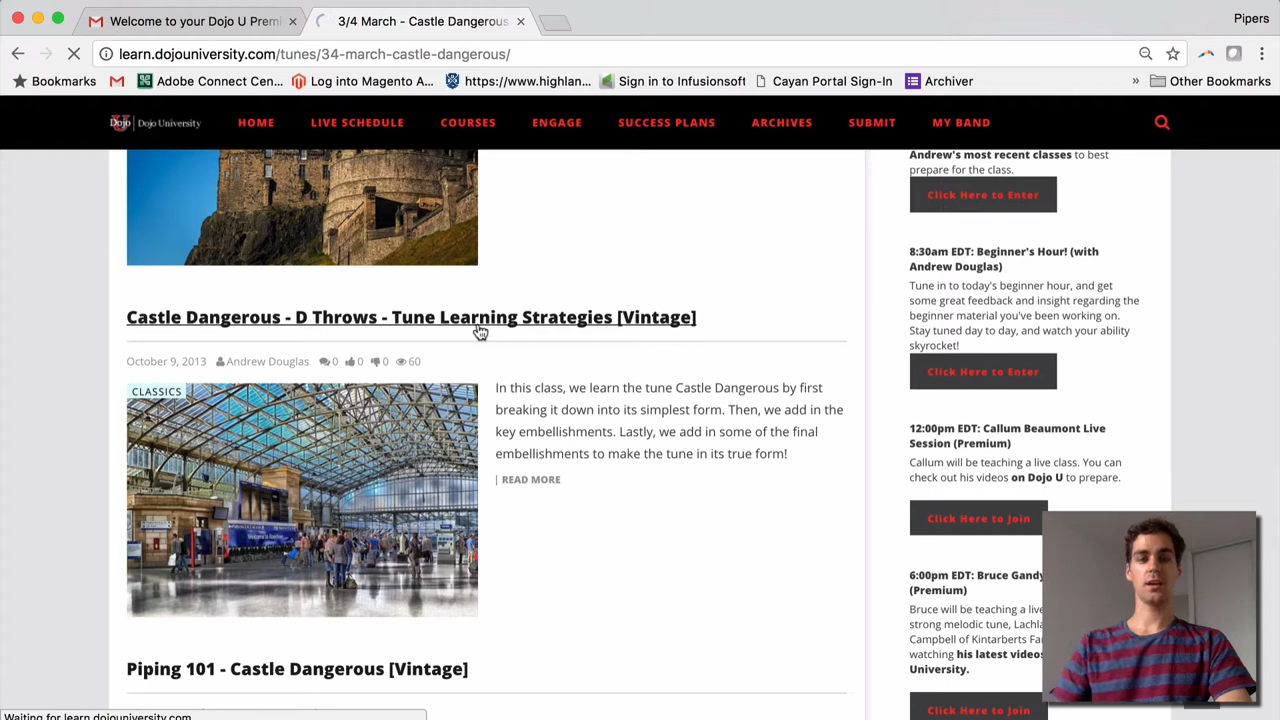 Welcome to your Dojo U Premi
3/4 March - Castle Dangerous
Pipers
learn.dojouniversity.com/tunes/34-march-castle-dangerous/
Bookmarks
Adobe Connect Cen...
Log into Magento A...
https://www.highlan...
Sign in to Infusionsoft
Cayan Portal Sign-In
Archiver
»
Other Bookmarks
Dojo
U
Dojo University
HOME
LIVE SCHEDULE
COURSES
ENGAGE
SUCCESS PLANS
ARCHIVES
SUBMIT
MY BAND
Castle Dangerous - D Throws - Tune Learning Strategies [Vintage]
October 9, 2013 Andrew Douglas 0 0 0 60
CLASSICS
In this class, we learn the tune Castle Dangerous by first
breaking it down into its simplest form. Then, we add in the
key embellishments. Lastly, we add in some of the final
embellishments to make the tune in its true form!
| READ MORE
Piping 101 - Castle Dangerous [Vintage]
Andrew's most recent classes to best
prepare for the class.
Click Here to Enter
8:30am EDT: Beginner's Hour! (with
Andrew Douglas)
Tune in to today's beginner hour, and get
some great feedback and insight regarding the
beginner material you've been working on.
Stay tuned day to day, and watch your ability
skyrocket!
Click Here to Enter
12:00pm EDT: Callum Beaumont Live
Session (Premium)
Callum will be teaching a live class. You can
check out his videos on Dojo U to prepare.
Click Here to Join
6:00pm EDT: Bruce Gandy
(Premium)
Bruce will be teaching a live
strong melodic tune, Lachl
Campbell of Kintarberts Fa
watching his latest videos
University.
Click Here to Join
Waiting for learn.dojouniversity.com